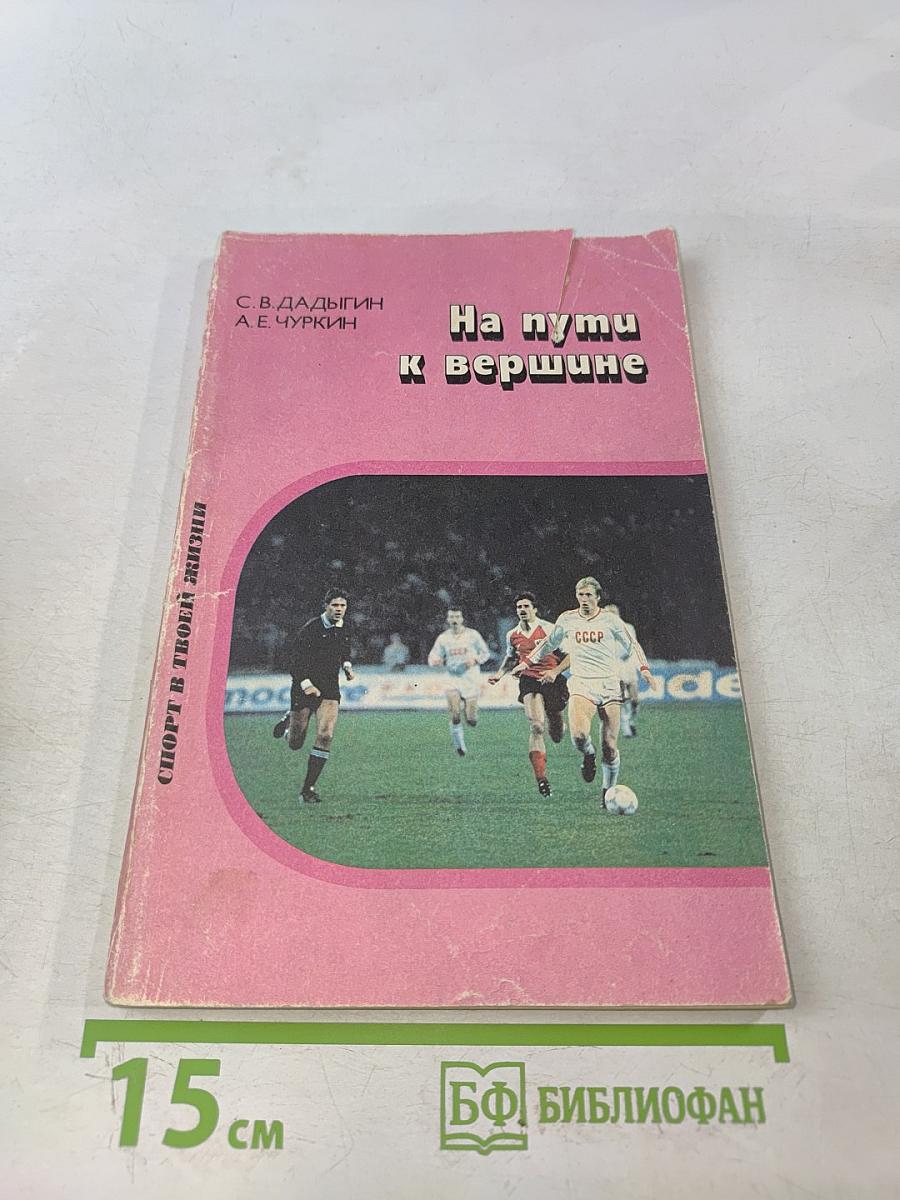 С. В. ДАДЫГИН
А. Е. ЧУРКИН
На пути
к вершине
СПОРТ В ТВОЕЙ ЖИЗНИ
СССР
СССР
15 см
БФ БИБЛИОФАН